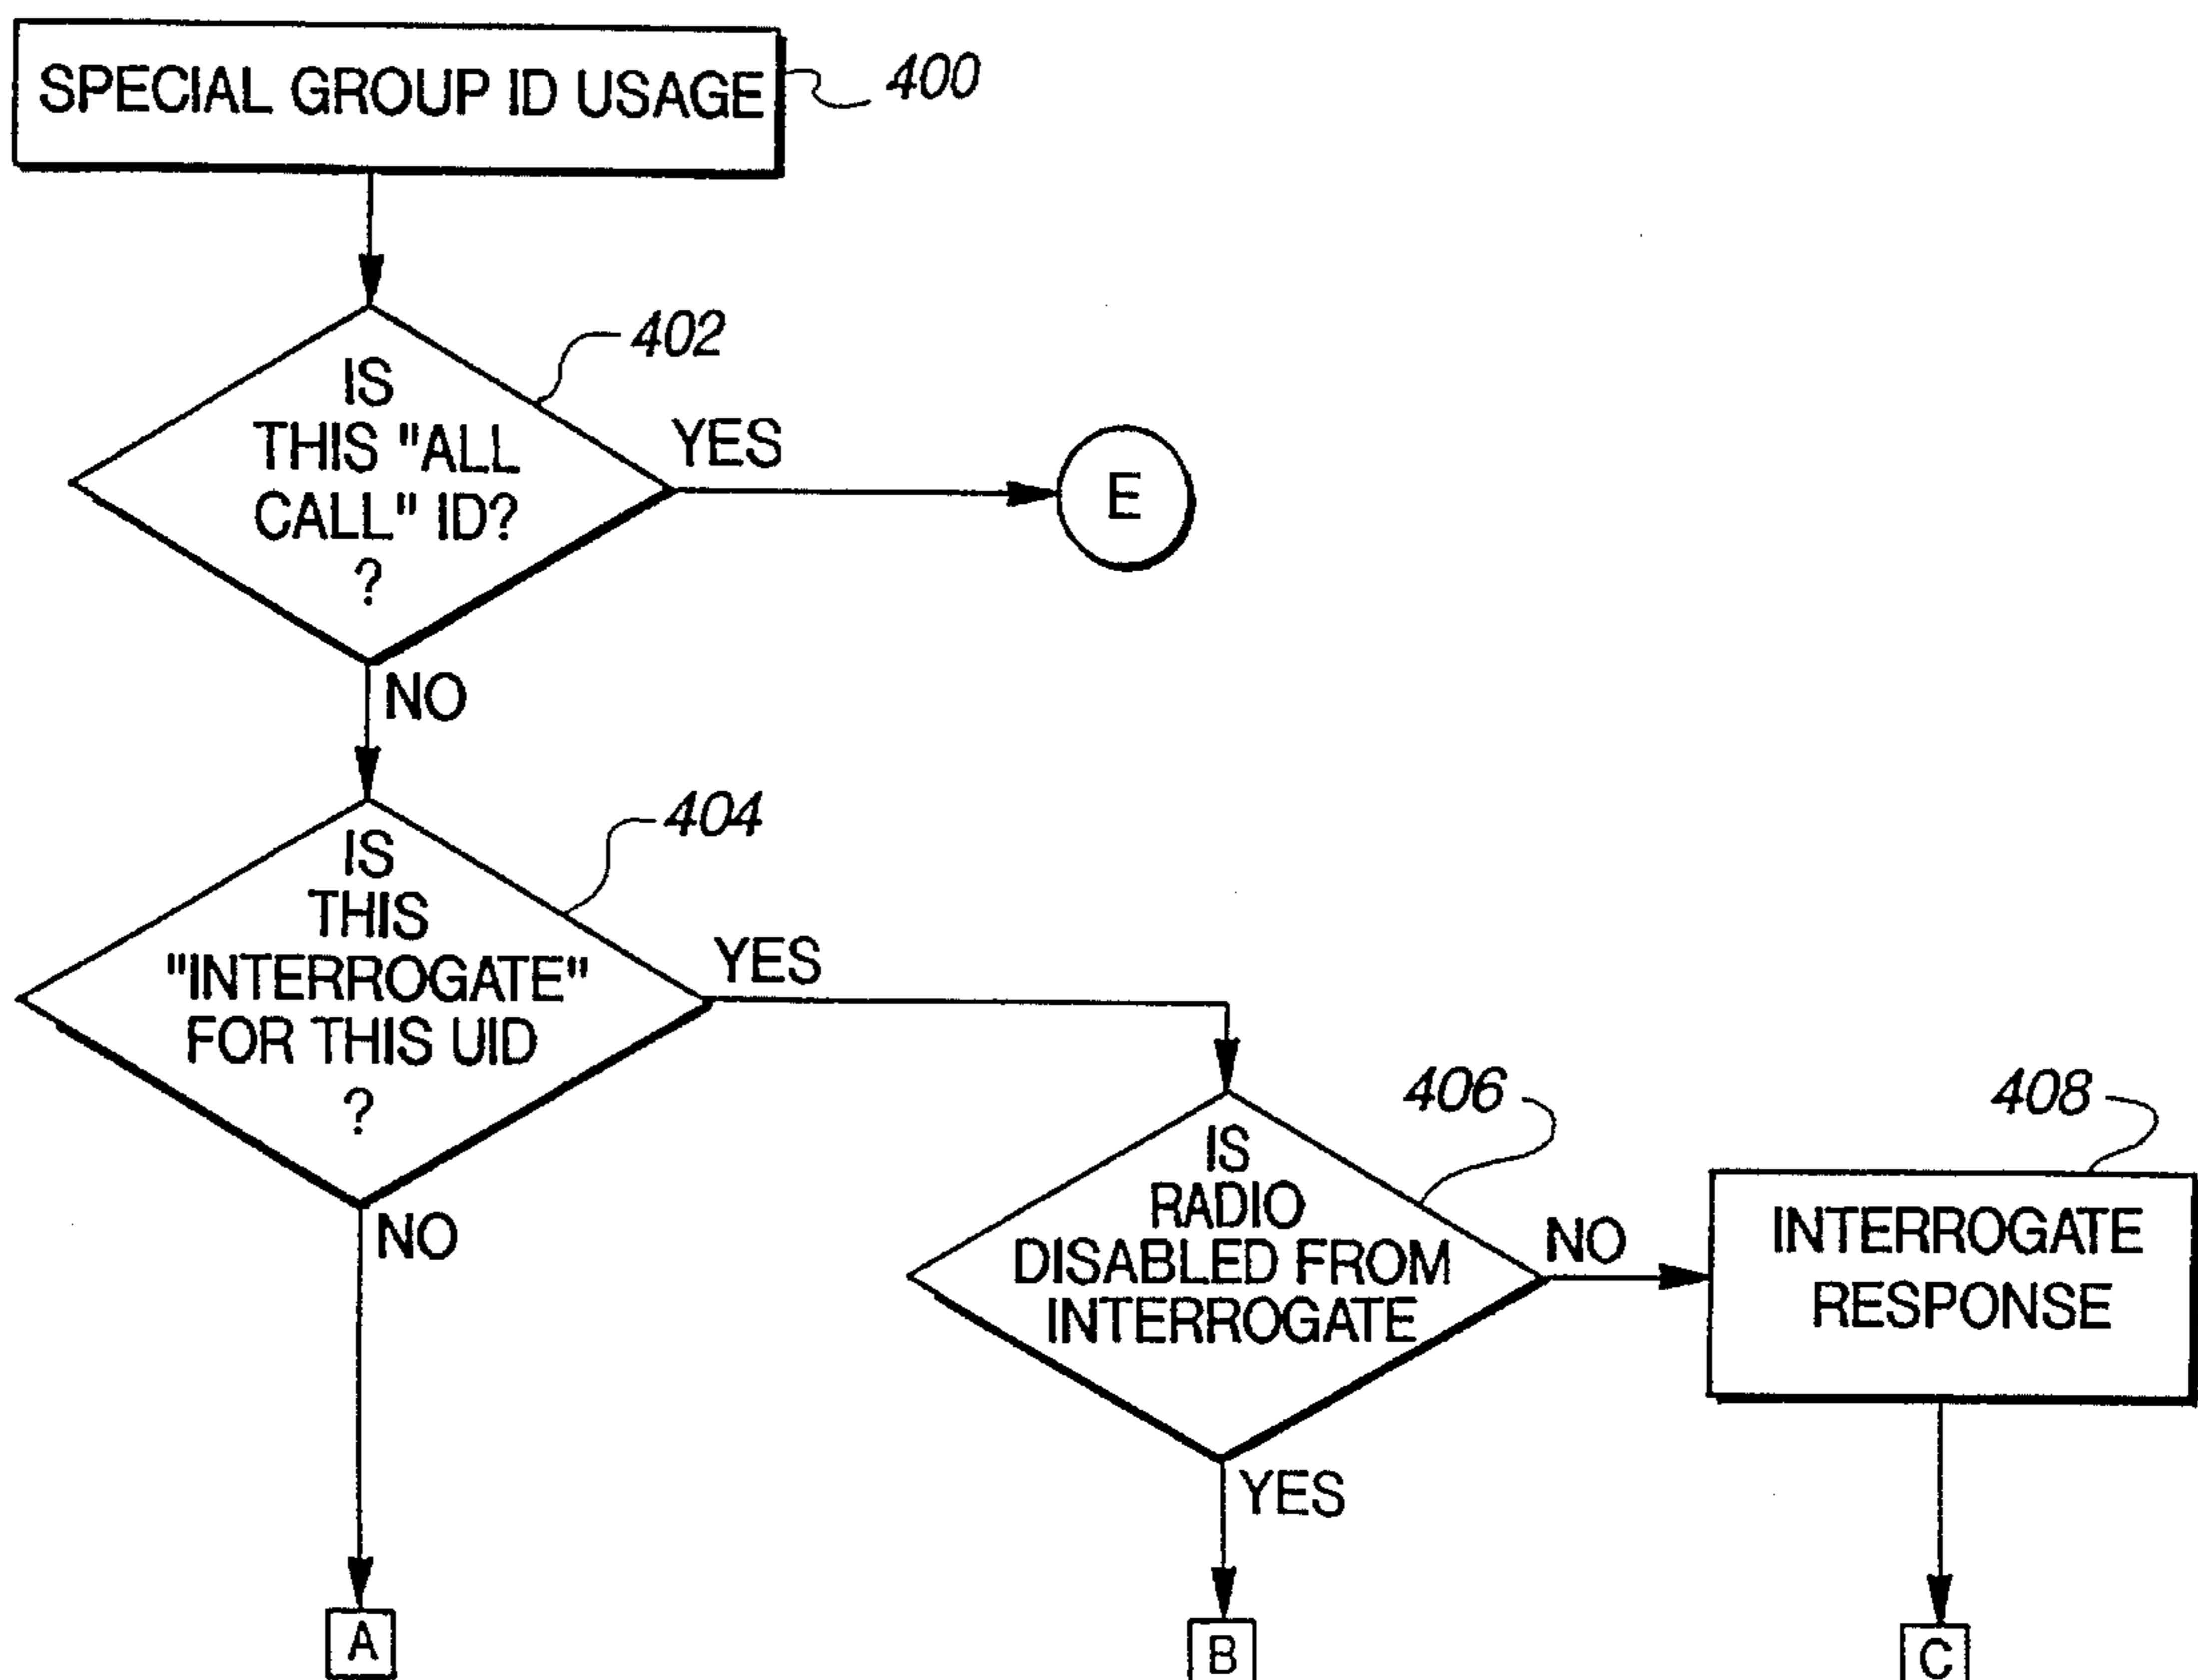 SPECIAL GROUP ID USAGE
400
402
IS
THIS "ALL
CALL" ID?
?
YES
E
NO
404
IS
THIS
"INTERROGATE"
FOR THIS UID
?
YES
NO
406
IS
RADIO
DISABLED FROM
INTERROGATE
NO
408
INTERROGATE
RESPONSE
YES
A
B
C